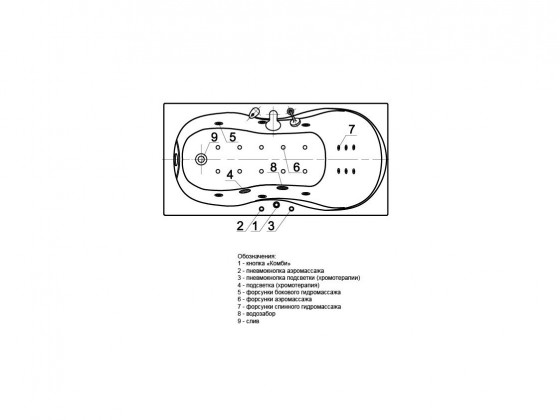 7
5
9
8
6
4
2
1
3
Обозначения:
1 - кнопка «Комби»
2 - пневмокнопка аэромассажа
3 - пневмокнопка подсветки (хромотерапии)
4 - подсветка (хромотерапия)
5 - форсунки бокового гидромассажа
6 - форсунки аэромассажа
7 - форсунки спинного гидромассажа
8 - водозабор
9 - слив